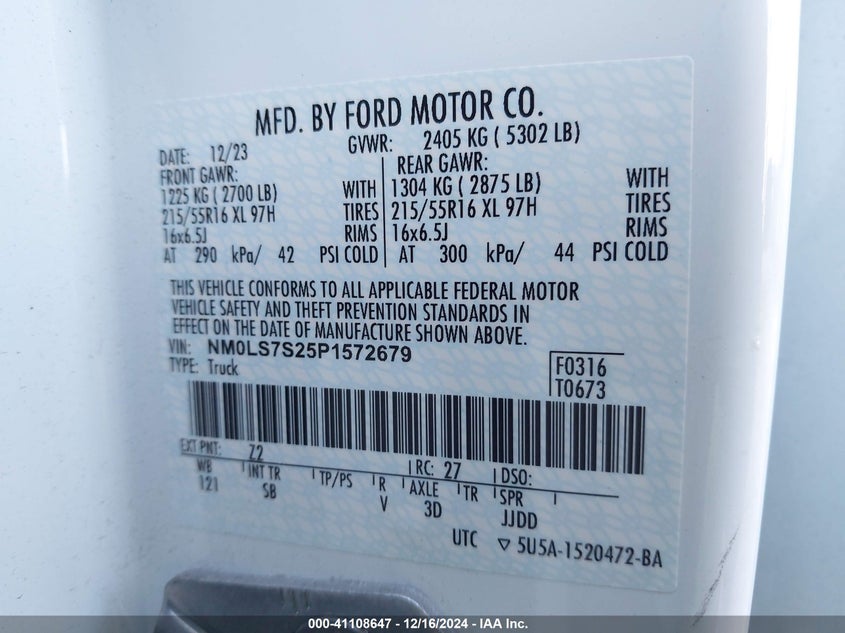 MFD. BY FORD MOTOR CO.
DATE: 12/23 GVWR: 2405 KG ( 5302 LB)
FRONT GAWR: REAR GAWR:
1225 KG ( 2700 LB) WITH 1304 KG ( 2875 LB) WITH
215/55R16 XL 97H TIRES 215/55R16 XL 97H TIRES
16x6.5J RIMS 16x6.5J RIMS
AT 290 kPa/ 42 PSI COLD AT 300 kPa/ 44 PSI COLD
THIS VEHICLE CONFORMS TO ALL APPLICABLE FEDERAL MOTOR
VEHICLE SAFETY AND THEFT PREVENTION STANDARDS IN
EFFECT ON THE DATE OF MANUFACTURE SHOWN ABOVE.
VIN: NM0LS7S25P1572679
TYPE: Truck
F0316
T0673
EXT PNT: Z2 RC: 27 DSO:
WB INT TR TP/PS R AXLE TR SPR
121 SB V 3D JJDD
UTC ▽ 5U5A-1520472-BA
000-41108647 - 12/16/2024 - IAA Inc.